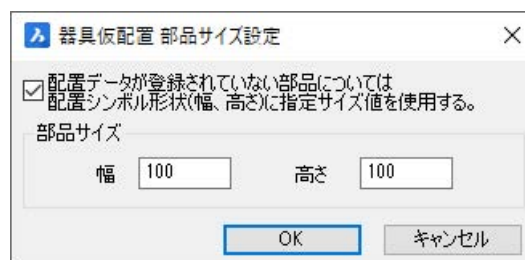 器具仮配置 部品サイズ設定
配置データが登録されていない部品については
配置シンボル形状(幅、高さ)に指定サイズ値を使用する。
部品サイズ
幅 100 高さ 100
OK キャンセル